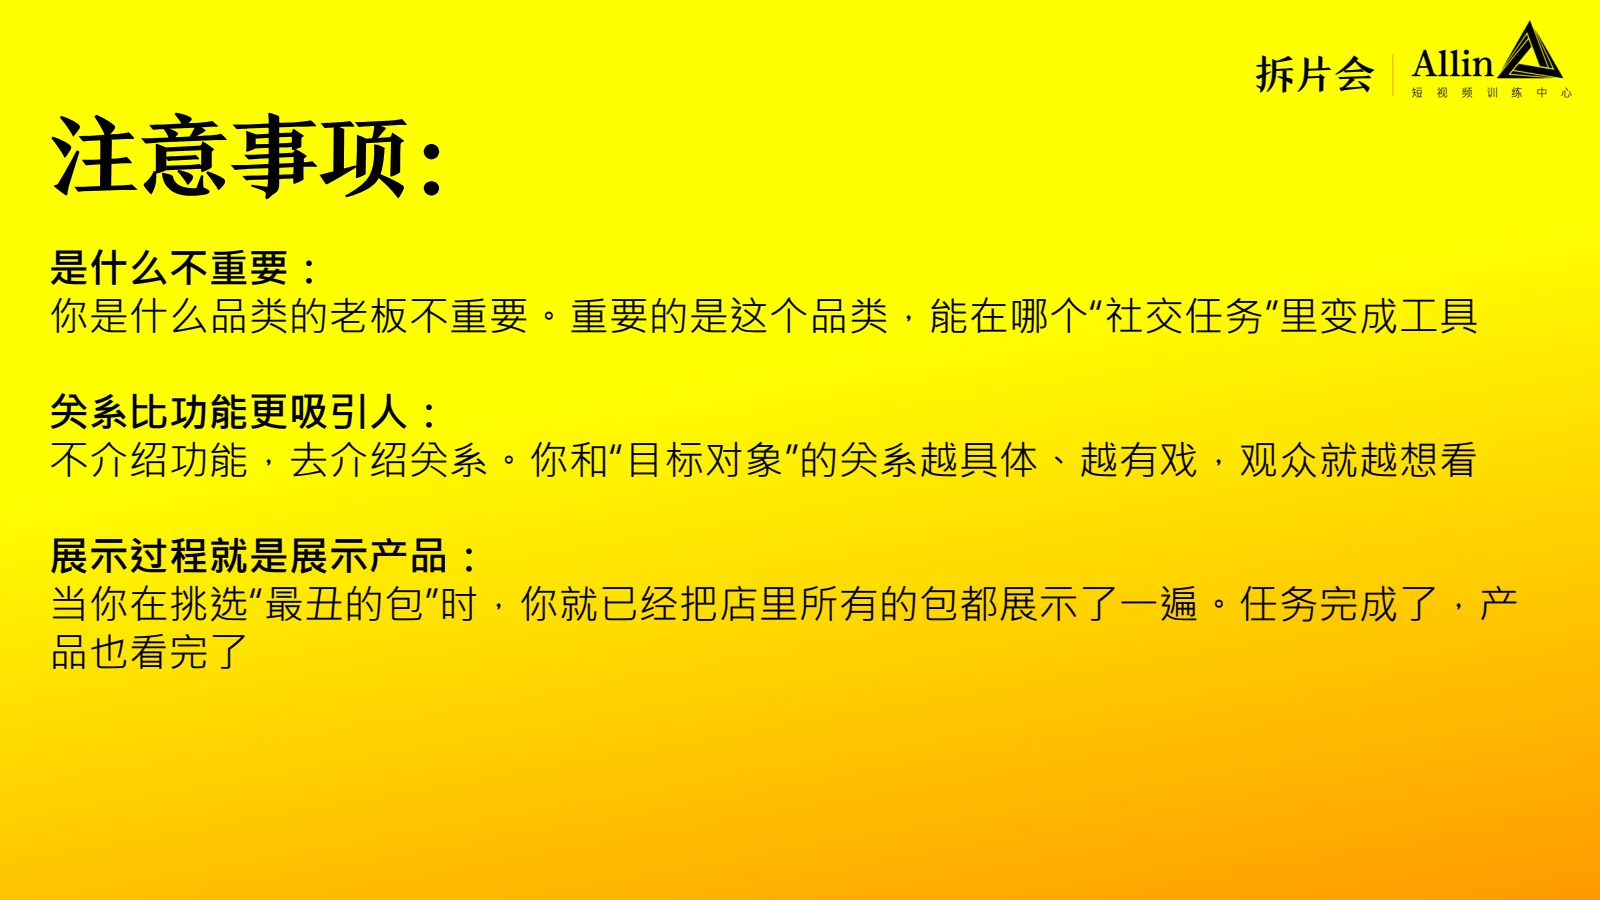 拆片会
Allin
短视频训练中心
注意事项：
是什么不重要：
你是什么品类的老板不重要。重要的是这个品类，能在哪个“社交任务”里变成工具
关系比功能更吸引人：
不介绍功能，去介绍关系。你和“目标对象”的关系越具体、越有戏，观众就越想看
展示过程就是展示产品：
当你在挑选“最丑的包”时，你就已经把店里所有的包都展示了一遍。任务完成了，产
品也看完了